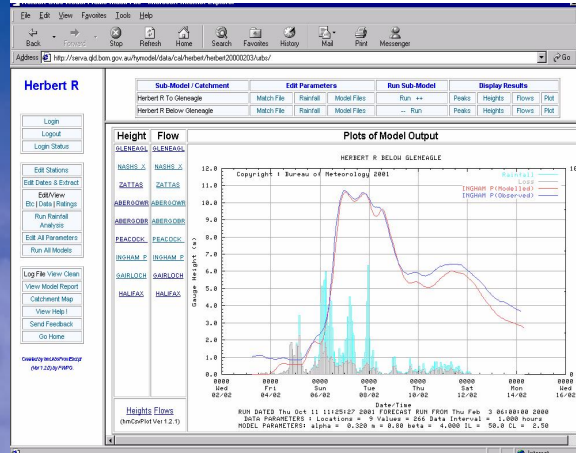 File Edit View Favorites Tools Help
Back Forward Stop Refresh Home Search Favorites History Mail Print Messenger
Address http://serva.qld.bom.gov.au/hymodel/data/cal/herbert/herbert20000203/urbs/ Go
Herbert R
Login
Logout
Login Status
Edit Stations
Edit Dates & Extract
Edit/View
Etc | Data | Ratings
Run Rainfall
Analysis
Edit All Parameters
Run All Models
Log File View Clean
View Model Report
Catchment Map
View Help !
Send Feedback
Go Home
(Ver 1.2.0) by PWPG.
Sub-Model / Catchment Edit Parameters Run Sub-Model Display Results
Herbert R To Gleneagle Match File Rainfall Model Files Run ++ Peaks Heights Flows Plot
Herbert R Below Gleneagle Match File Rainfall Model Files -- Run Peaks Heights Flows Plot
Height Flow Plots of Model Output
GLENEAGL GLENEAGL
NASHS X NASHS X
ZATTAS ZATTAS
ABERGOWR ABERGOWR
ABERGOBR ABERGOBR
PEACOCK PEACOCK
INGHAM P INGHAM P
GAIRLOCH GAIRLOCH
HALIFAX HALIFAX
Heights Flows
(hmCsvPlot Ver 1.2.1)
HERBERT R BELOW GLENEAGLE
Copyright : Bureau of Meteorology 2001
Rainfall
Loss
INGHAM P(Modelled)
INGHAM P(Observed)
Gauge Height (m)
12.0
11.0
10.0
9.0
8.0
7.0
6.0
5.0
4.0
3.0
2.0
1.0
0.0
0000 0000 0000 0000 0000 0000 0000 0000
Wed Fri Sun Tue Thu Sat Mon Wed
02/02 04/02 06/02 08/02 10/02 12/02 14/02 16/02
Date/Time
RUN DATED Thu Oct 11 11:25:27 2001 FORECAST RUN FROM Thu Feb 3 06:00:00 2000
DATA PARAMETERS : Locations = 9 Values = 266 Data Interval = 1.000 hours
MODEL PARAMETERS: alpha = 0.320 m = 0.80 beta = 4.000 IL = 50.0 CL = 2.50
Internet